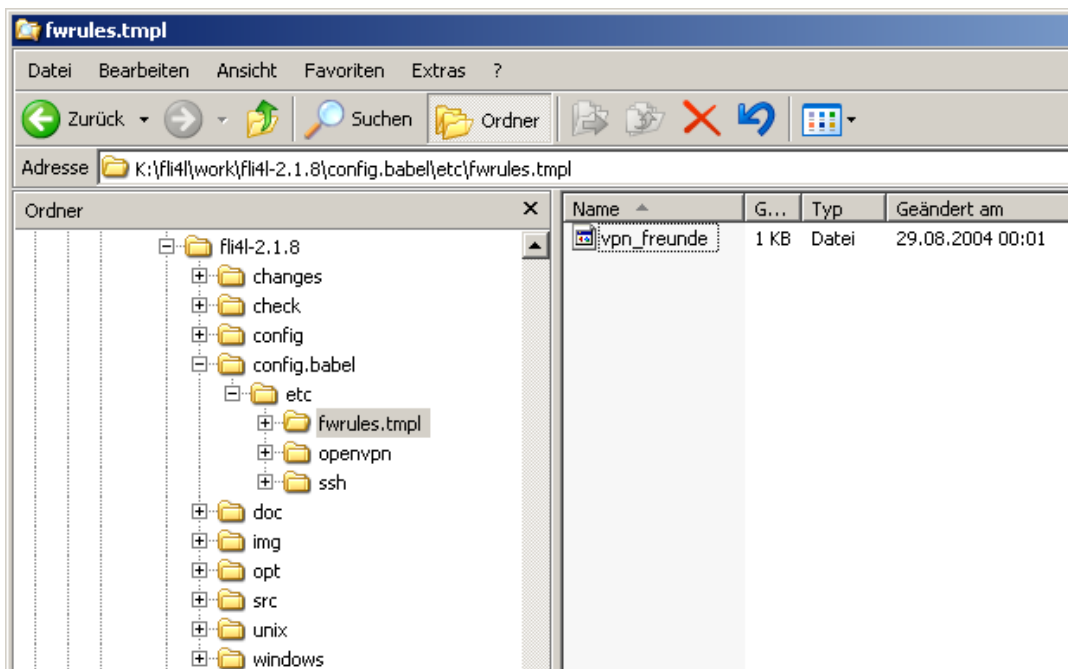 fwrules.tmpl
Datei Bearbeiten Ansicht Favoriten Extras ?
Zurück Suchen Ordner
Adresse K:\fli4l\work\fli4l-2.1.8\config.babel\etc\fwrules.tmpl
Ordner
Name G... Typ Geändert am
vpn_freunde 1 KB Datei 29.08.2004 00:01
fli4l-2.1.8
changes
check
config
config.babel
etc
fwrules.tmpl
openvpn
ssh
doc
img
opt
src
unix
windows